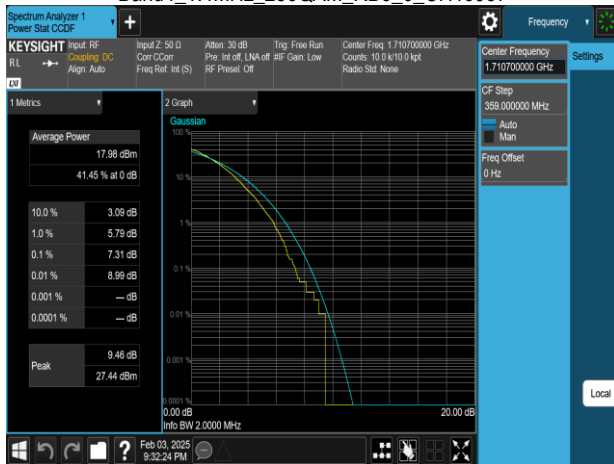 Spectrum Analyzer 1
Power Stat CCDF
Frequency
KEYSIGHT
RL
LXI
Input: RF
Coupling: DC
Align: Auto
Input Z: 50 Ω
Corr CCorr
Freq Ref: Int (S)
Atten: 30 dB
Pre: Int off, LNA off
RF Preset: Off
Trig: Free Run
#IF Gain: Low
Center Freq: 1.710700000 GHz
Counts: 10.0 k/10.0 kpt
Radio Std: None
Center Frequency
1.710700000 GHz
Settings
CF Step
359.000000 MHz
Auto
Man
Freq Offset
0 Hz
Local
1 Metrics
Average Power
17.98 dBm
41.45 % at 0 dB
10.0 % 3.09 dB
1.0 % 5.79 dB
0.1 % 7.31 dB
0.01 % 8.99 dB
0.001 % --- dB
0.0001 % --- dB
Peak 9.46 dB
27.44 dBm
2 Graph
Gaussian
100 %
10 %
1 %
0.1 %
0.01 %
0.001 %
0.0001 %
0.00 dB
20.00 dB
Info BW 2.0000 MHz
?
Feb 03, 2025
9:32:24 PM